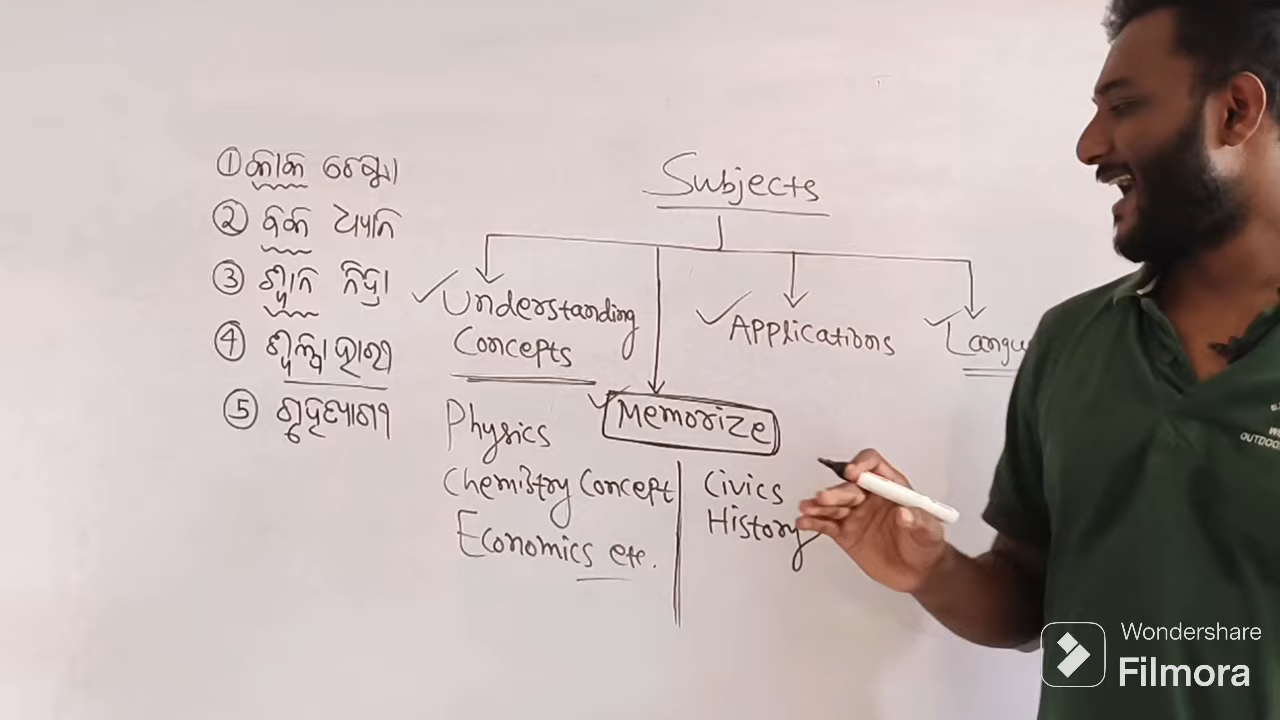 ① କାକ ଚେଷ୍ଟା
② ବକ ଧ୍ୟାନ
③ ଶ୍ୱାନ ନିଦ୍ରା
④ ସ୍ୱଳ୍ପାହାରୀ
⑤ ଗୃହତ୍ୟାଗୀ
Subjects
Understanding
Concepts
Applications
Langu
Memorize
Physics
Chemistry Concept
Economics etc.
Civics
History
Wondershare
Filmora